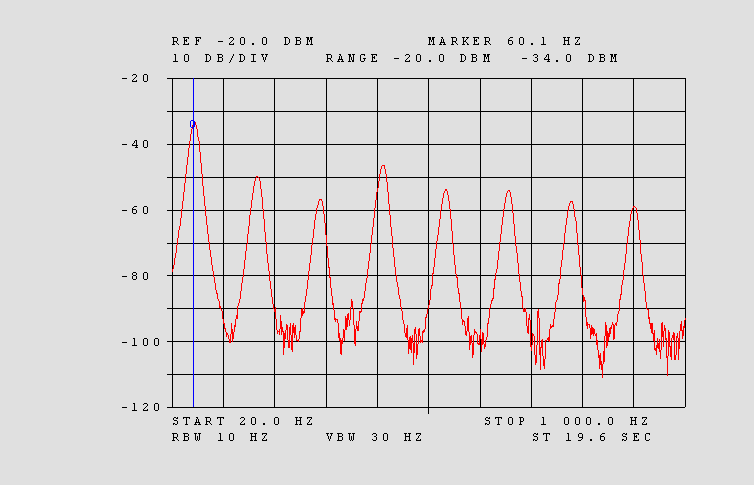 REF -20.0 DBM MARKER 60.1 HZ
10 DB/DIV RANGE -20.0 DBM -34.0 DBM
-20
-40
-60
-80
-100
-120
START 20.0 HZ STOP 1 000.0 HZ
RBW 10 HZ VBW 30 HZ ST 19.6 SEC